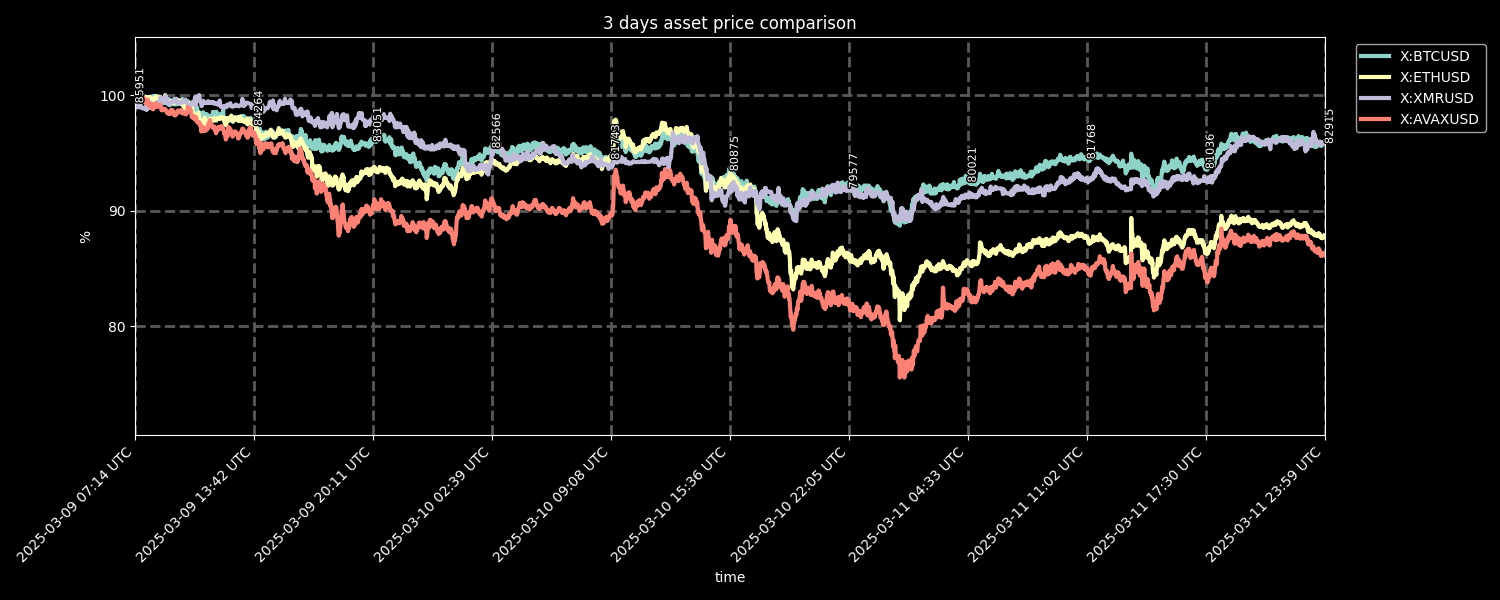 3 days asset price comparison
X:BTCUSD
X:ETHUSD
X:XMRUSD
X:AVAXUSD
100
90
80
%
85951
84264
83051
82566
80875
79577
80021
81768
81036
82915
2025-03-09 07:14 UTC
2025-03-09 13:42 UTC
2025-03-09 20:11 UTC
2025-03-10 02:39 UTC
2025-03-10 09:08 UTC
2025-03-10 15:36 UTC
2025-03-10 22:05 UTC
2025-03-11 04:33 UTC
2025-03-11 11:02 UTC
2025-03-11 17:30 UTC
2025-03-11 23:59 UTC
time